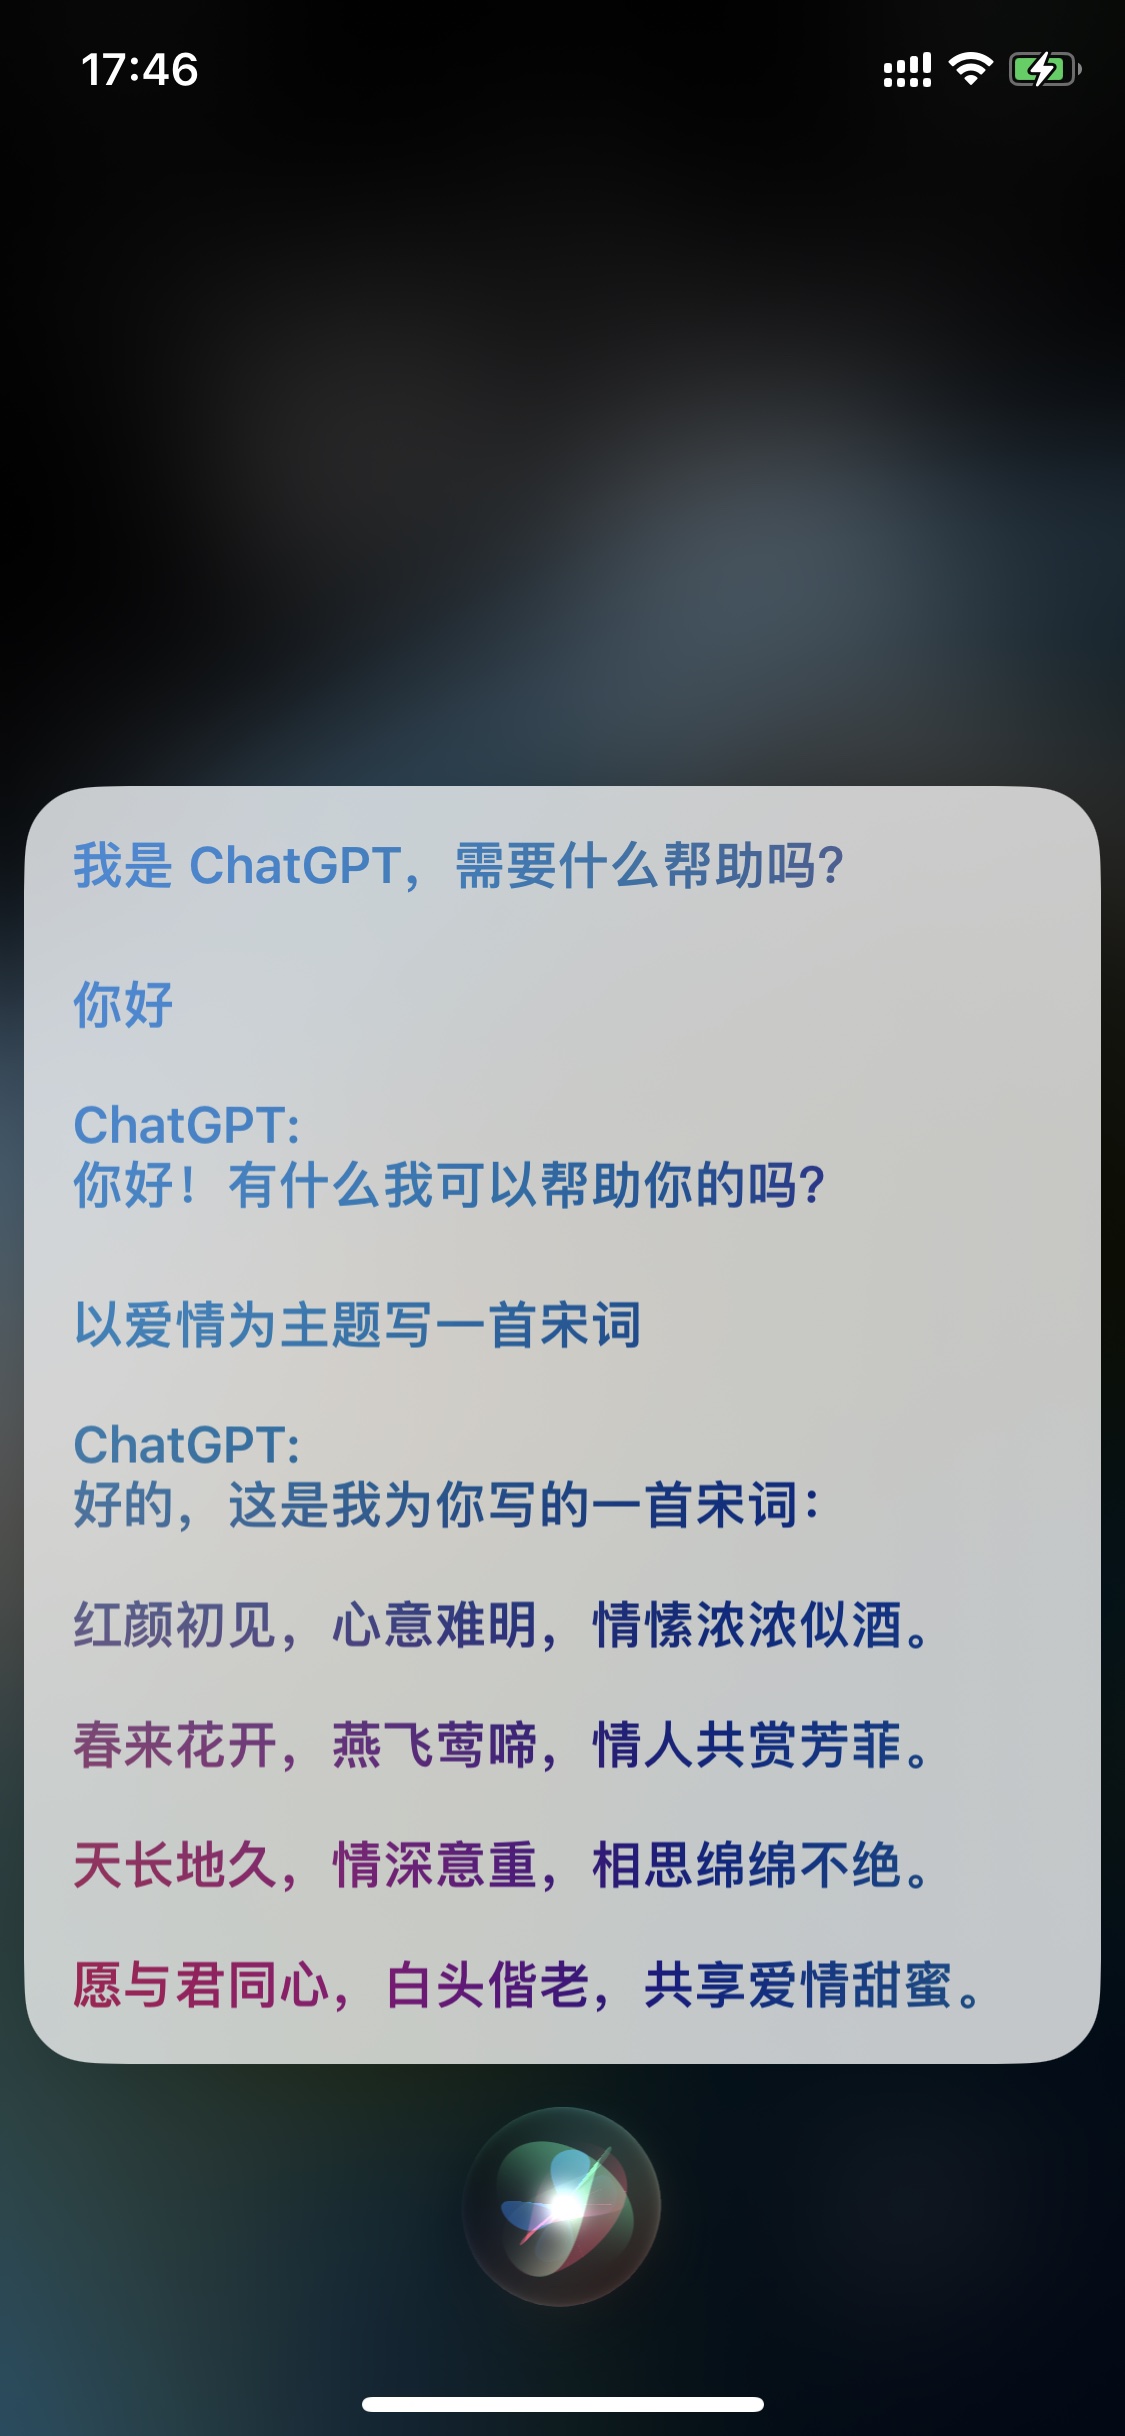 17:46
我是 ChatGPT，需要什么帮助吗？
你好
ChatGPT:
你好！有什么我可以帮助你的吗？
以爱情为主题写一首宋词
ChatGPT:
好的，这是我为你写的一首宋词：
红颜初见，心意难明，情愫浓浓似酒。
春来花开，燕飞莺啼，情人共赏芳菲。
天长地久，情深意重，相思绵绵不绝。
愿与君同心，白头偕老，共享爱情甜蜜。